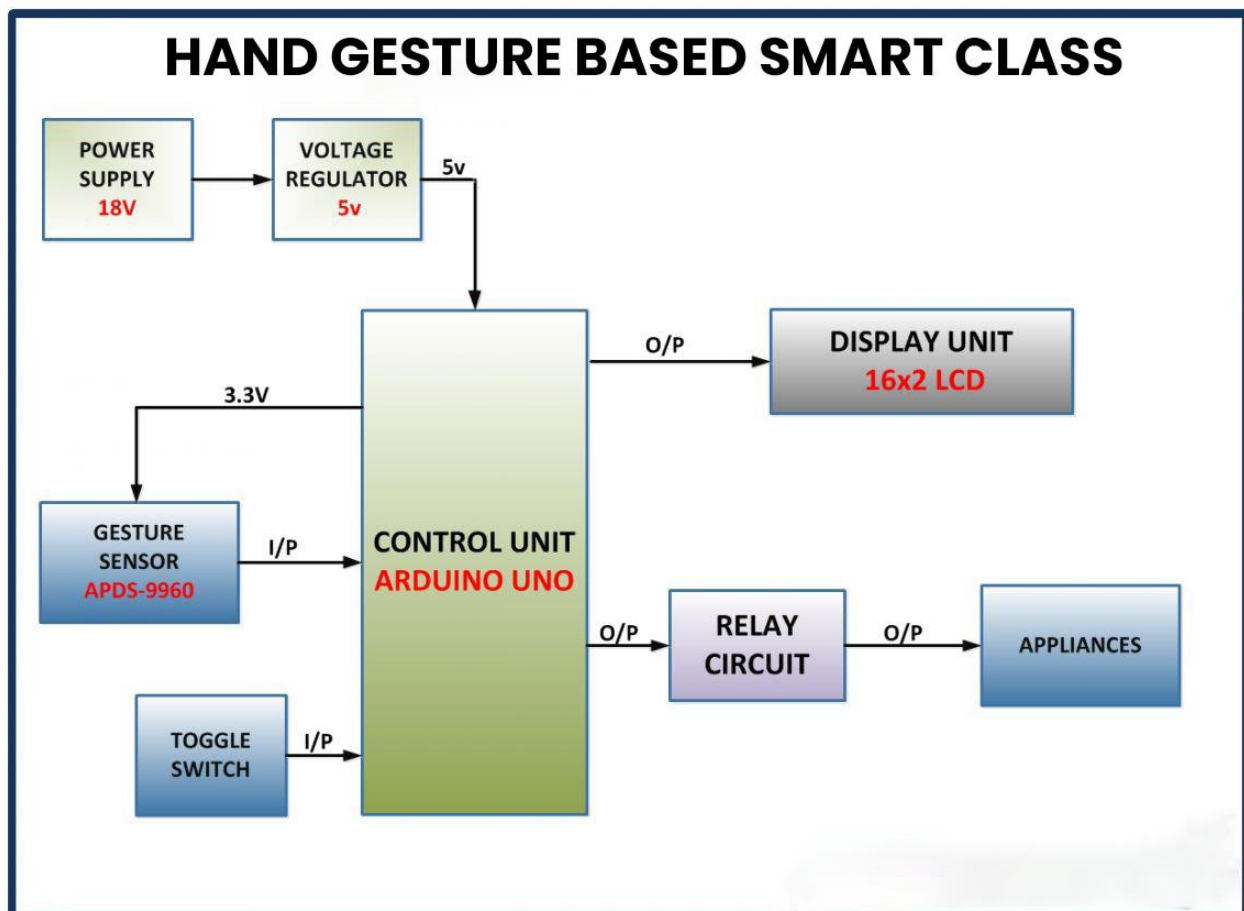 HAND GESTURE BASED SMART CLASS
POWER
SUPPLY
18V
VOLTAGE
REGULATOR
5v
5v
O/P
DISPLAY UNIT
16x2 LCD
3.3V
GESTURE
SENSOR
APDS-9960
I/P
CONTROL UNIT
ARDUINO UNO
O/P
RELAY
CIRCUIT
O/P
APPLIANCES
TOGGLE
SWITCH
I/P